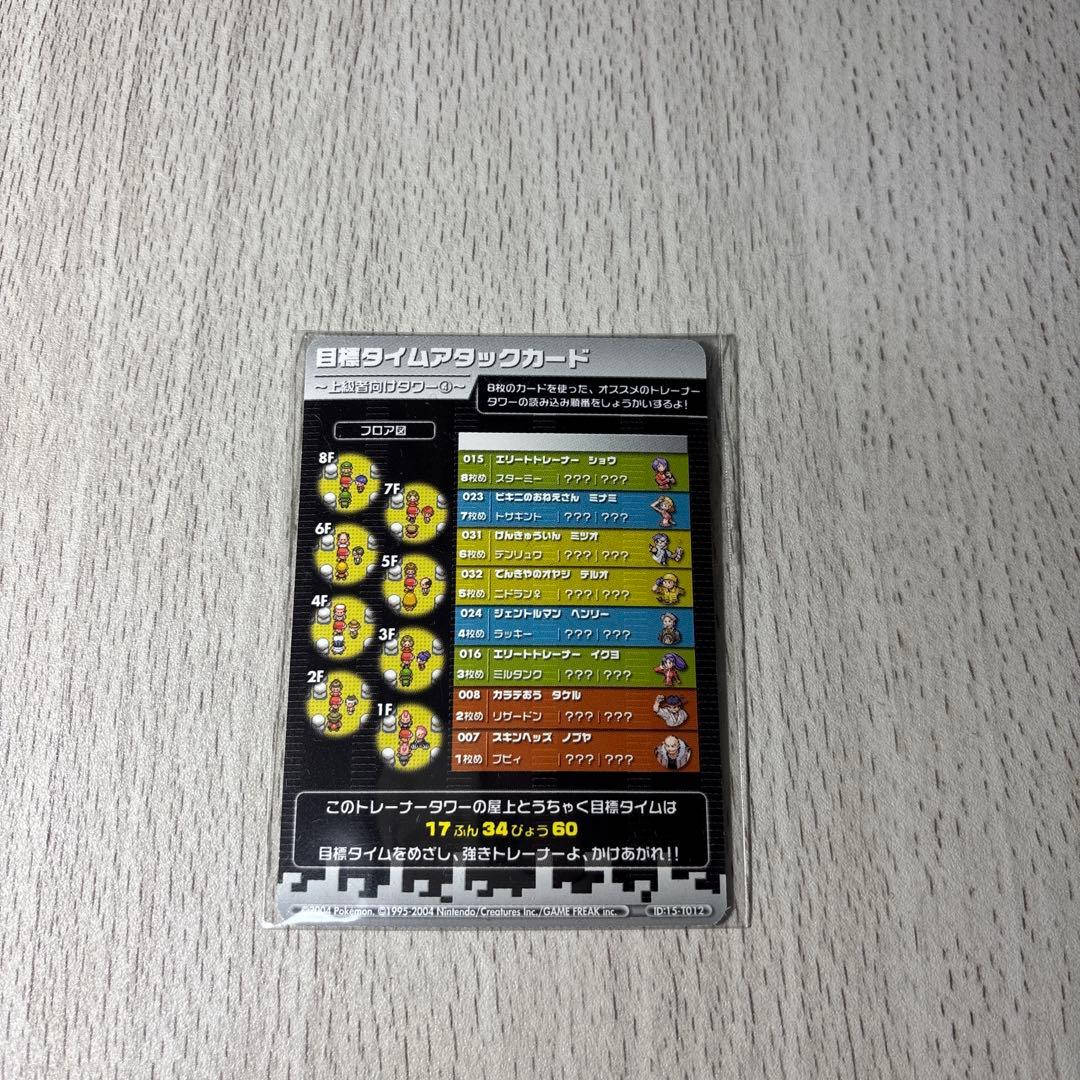 目標タイムアタックカード
～上級者向けタワー④～
8枚のカードを使った、オススメのトレーナー
タワーの読み込み順番をしょうかいするよ!
フロア図
8F
7F
6F
5F
4F
3F
2F
1F
015 エリートトレーナー ショウ
8枚め スターミー ??? ???
023 ビキニのおねえさん ミナミ
7枚め トサキント ??? ???
031 けんきゅういん ミツオ
6枚め デンリュウ ??? ???
032 でんきやのオヤジ テルオ
5枚め ニドラン♀ ??? ???
024 ジェントルマン ヘンリー
4枚め ラッキー ??? ???
016 エリートトレーナー イクヨ
3枚め ミルタンク ??? ???
008 カラテおう タケル
2枚め リザードン ??? ???
007 スキンヘッズ ノブヤ
1枚め ブビィ ??? ???
このトレーナータワーの屋上とうちゃく目標タイムは
17ふん34びょう60
目標タイムをめざし、強きトレーナーよ、かけあがれ!!
©2004 Pokémon. ©1995-2004 Nintendo/Creatures Inc./GAME FREAK inc.
ID:15-T012